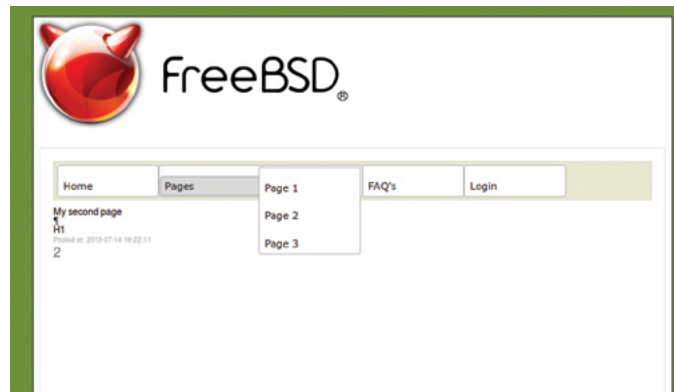 FreeBSD®
Home Pages Page 1 FAQ's Login
Page 2
Page 3
My second page
¶
H1
Posted at: 2013-07-14 19:22:11
2